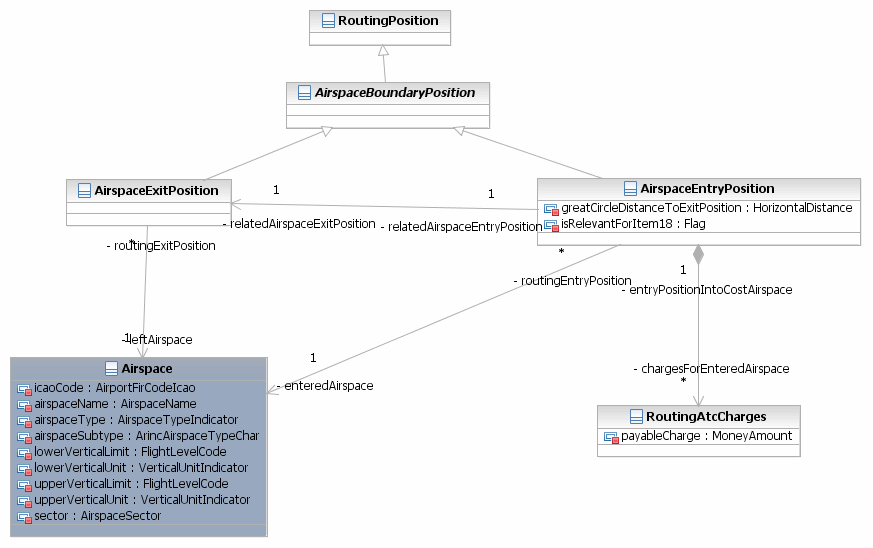 RoutingPosition
AirspaceBoundaryPosition
AirspaceExitPosition
AirspaceEntryPosition
greatCircleDistanceToExitPosition : HorizontalDistance
isRelevantForItem18 : Flag
1
1
- relatedAirspaceExitPosition
- relatedAirspaceEntryPosition
*
- routingExitPosition
*
- routingEntryPosition
1
- entryPositionIntoCostAirspace
1
- leftAirspace
1
- enteredAirspace
- chargesForEnteredAirspace
*
Airspace
icaoCode : AirportFirCodeIcao
airspaceName : AirspaceName
airspaceType : AirspaceTypeIndicator
airspaceSubtype : ArincAirspaceTypeChar
lowerVerticalLimit : FlightLevelCode
lowerVerticalUnit : VerticalUnitIndicator
upperVerticalLimit : FlightLevelCode
upperVerticalUnit : VerticalUnitIndicator
sector : AirspaceSector
RoutingAtcCharges
payableCharge : MoneyAmount